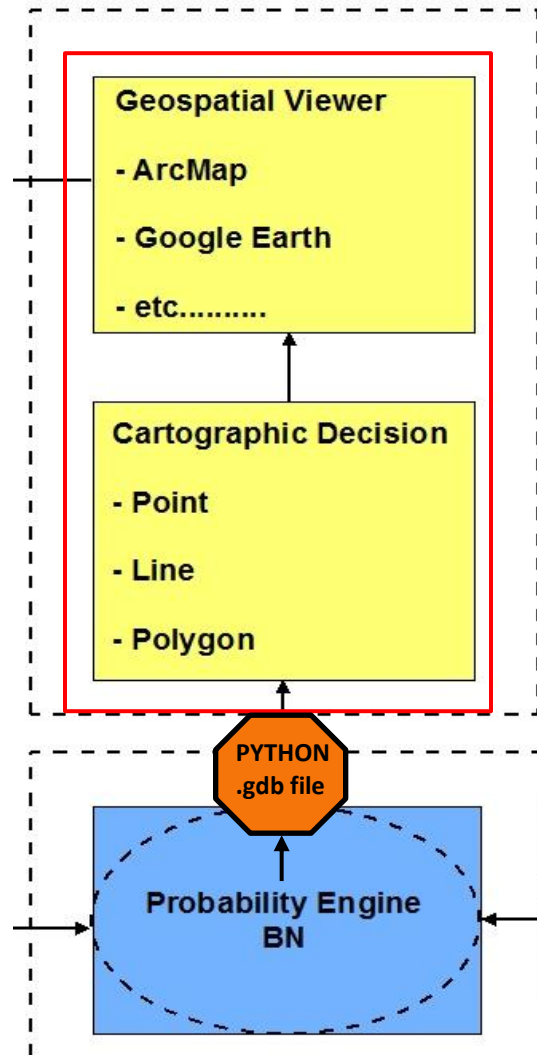 Geospatial Viewer
- ArcMap
- Google Earth
- etc..........
Cartographic Decision
- Point
- Line
- Polygon
PYTHON
.gdb file
Probability Engine
BN